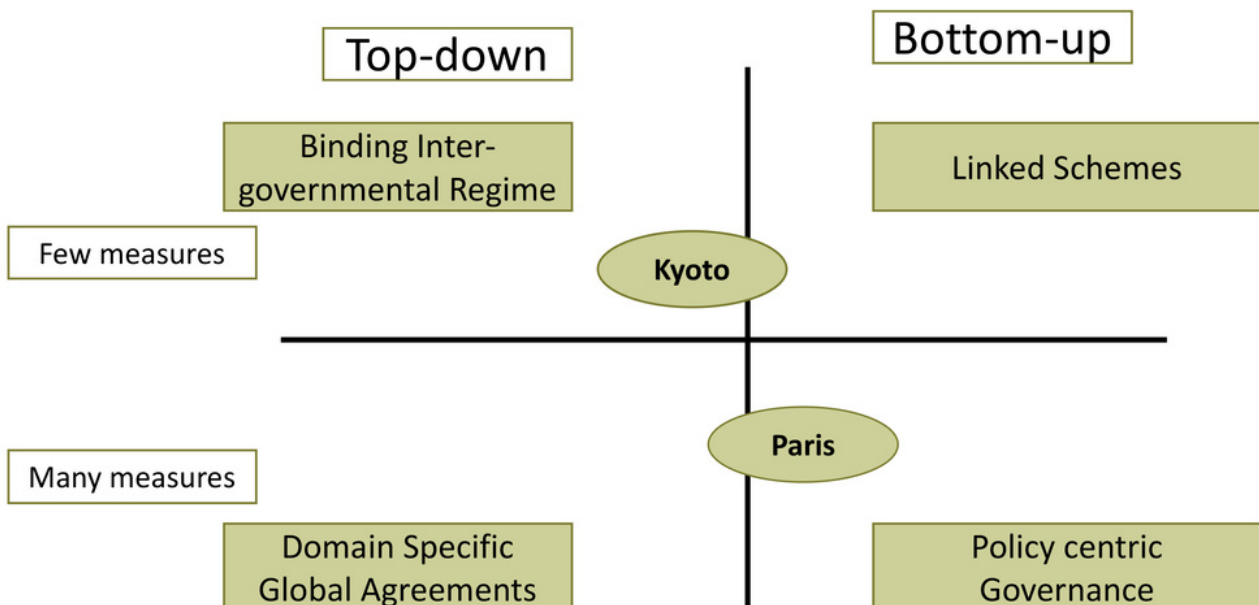 Top-down
Bottom-up
Binding Inter-
governmental Regime
Linked Schemes
Few measures
Kyoto
Paris
Many measures
Domain Specific
Global Agreements
Policy centric
Governance